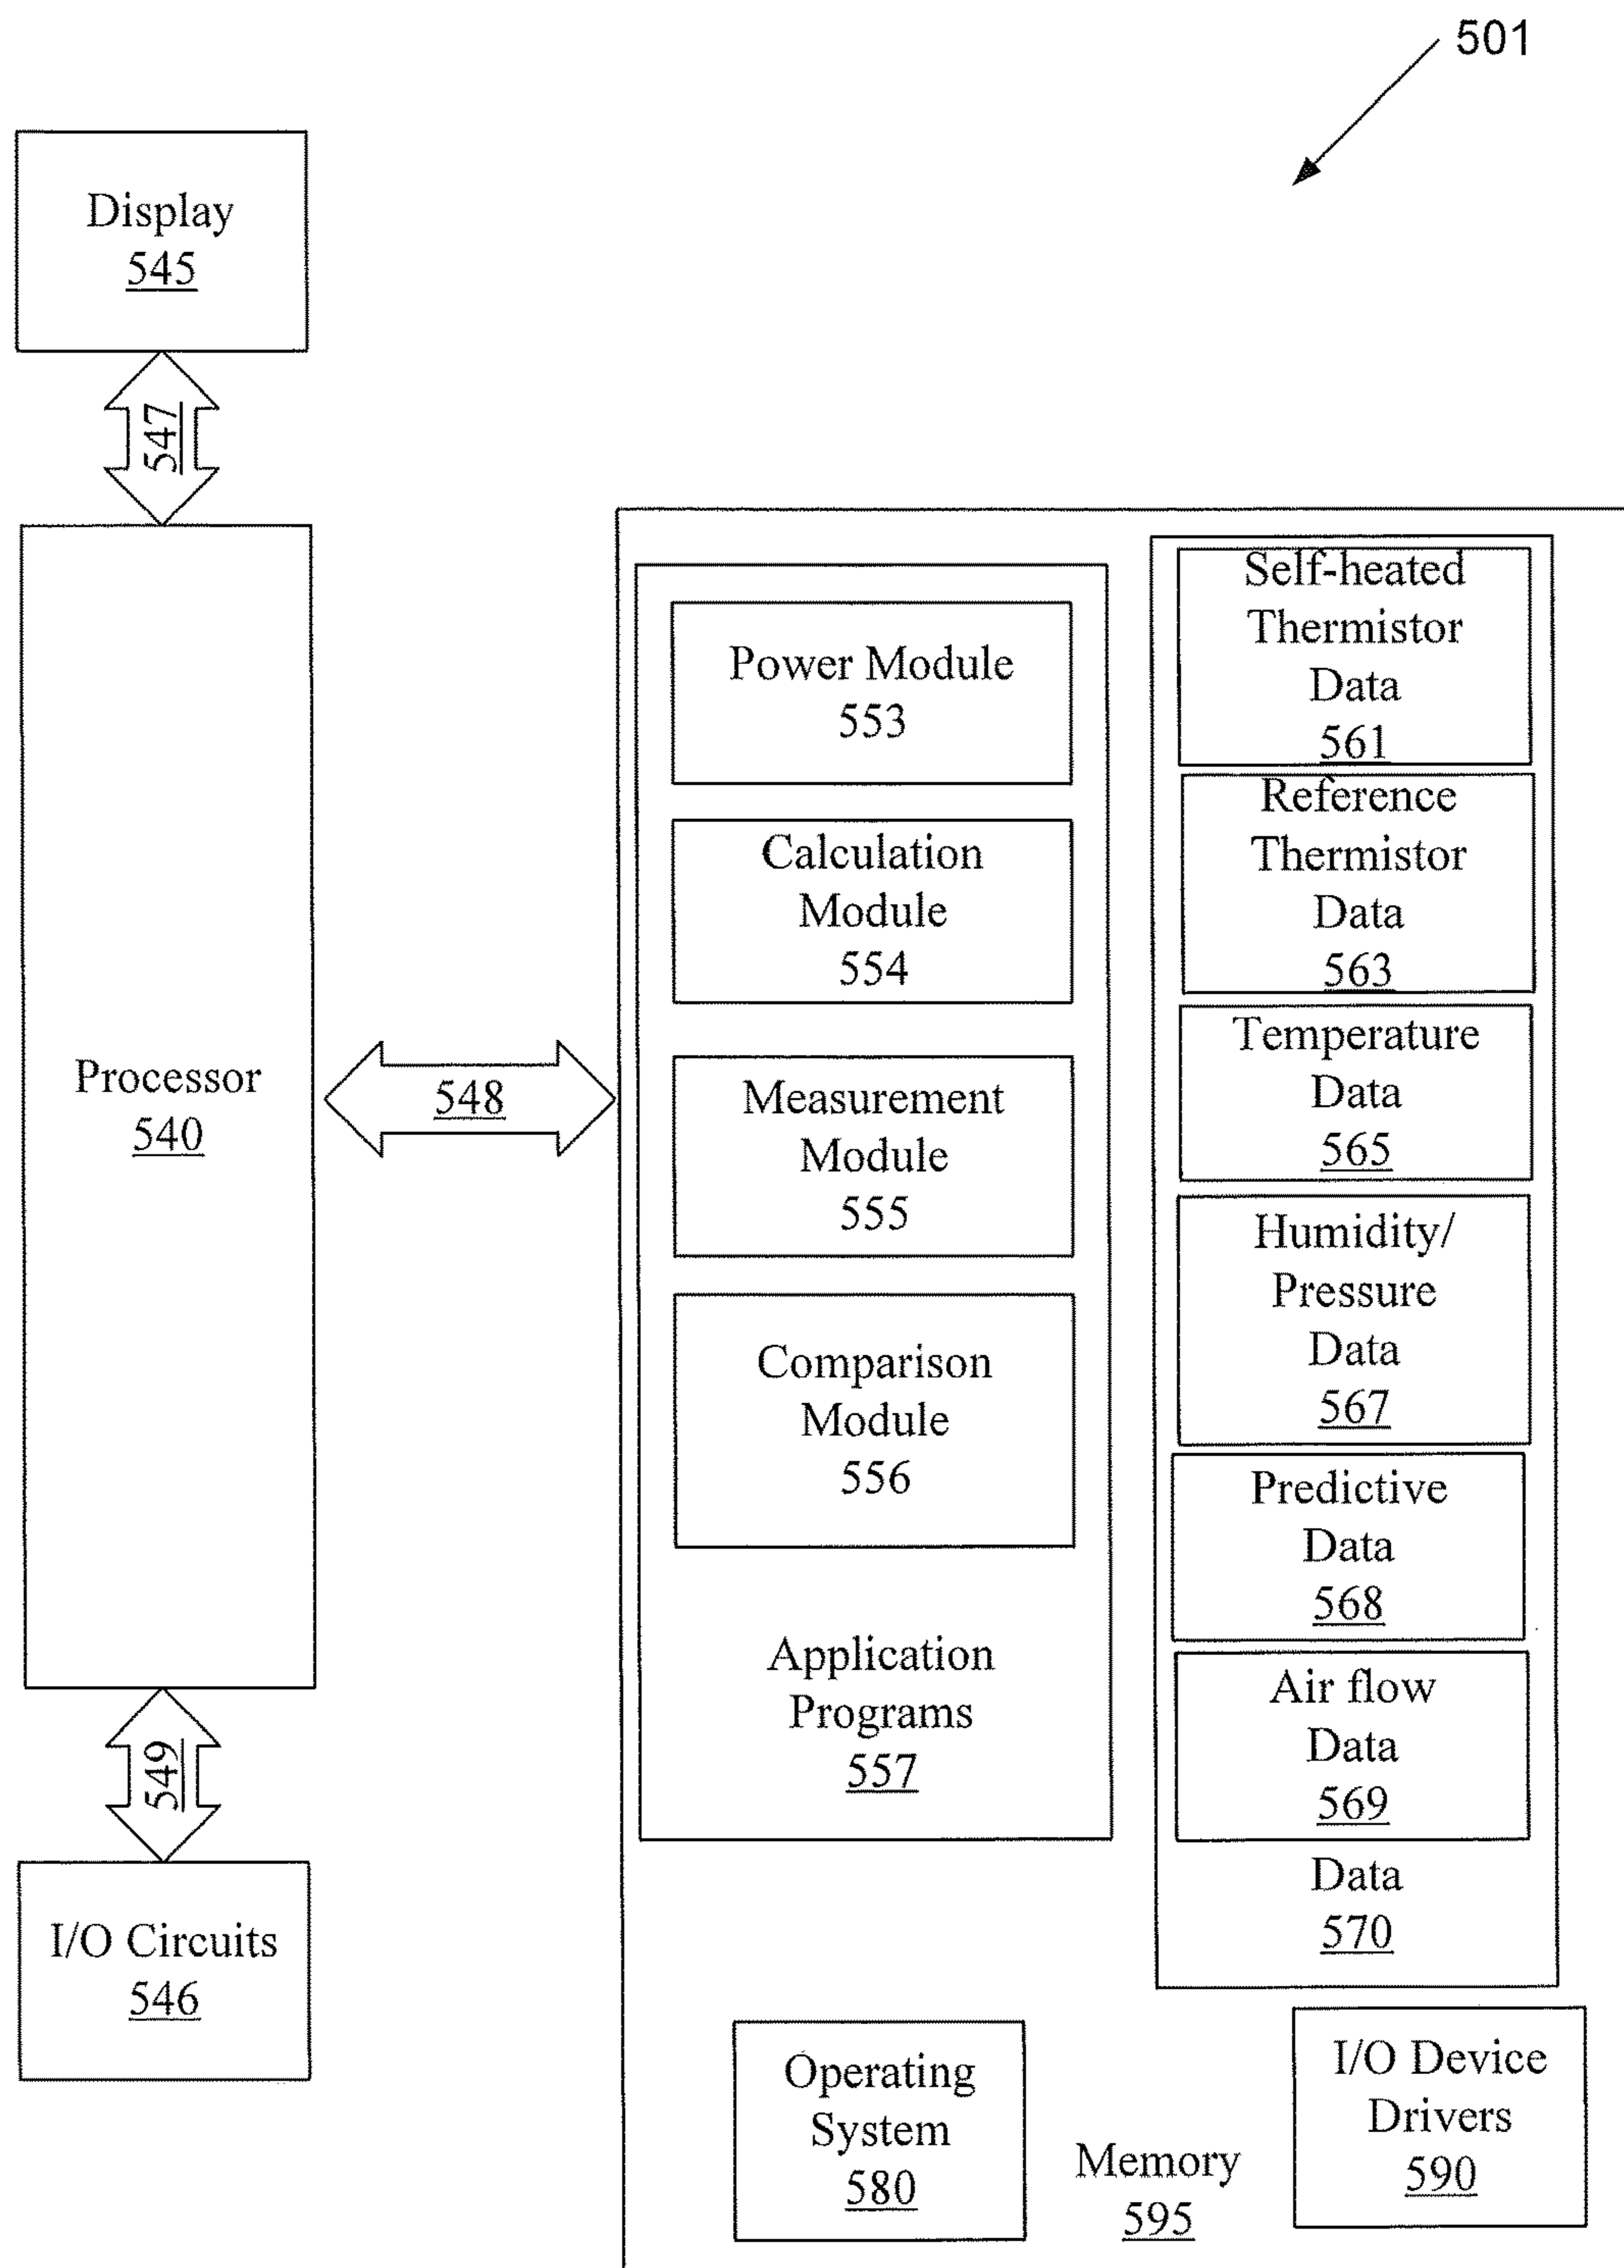 501
Display
545
547
Processor
540
548
549
I/O Circuits
546
Power Module
553
Calculation
Module
554
Measurement
Module
555
Comparison
Module
556
Application
Programs
557
Self-heated
Thermistor
Data
561
Reference
Thermistor
Data
563
Temperature
Data
565
Humidity/
Pressure
Data
567
Predictive
Data
568
Air flow
Data
569
Data
570
Operating
System
580
Memory
595
I/O Device
Drivers
590